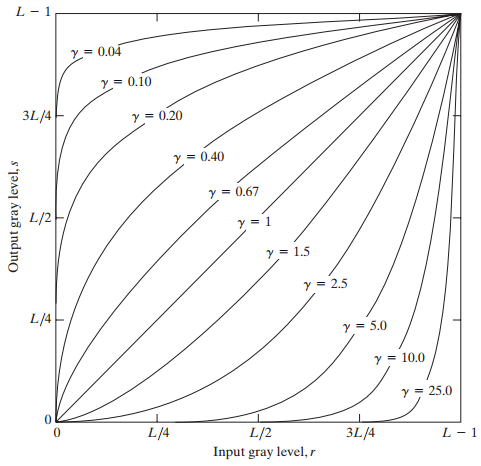 L − 1
γ = 0.04
γ = 0.10
3L/4
γ = 0.20
γ = 0.40
γ = 0.67
Output gray level, s
L/2
γ = 1
γ = 1.5
γ = 2.5
L/4
γ = 5.0
γ = 10.0
γ = 25.0
0
0 L/4 L/2 3L/4 L − 1
Input gray level, r